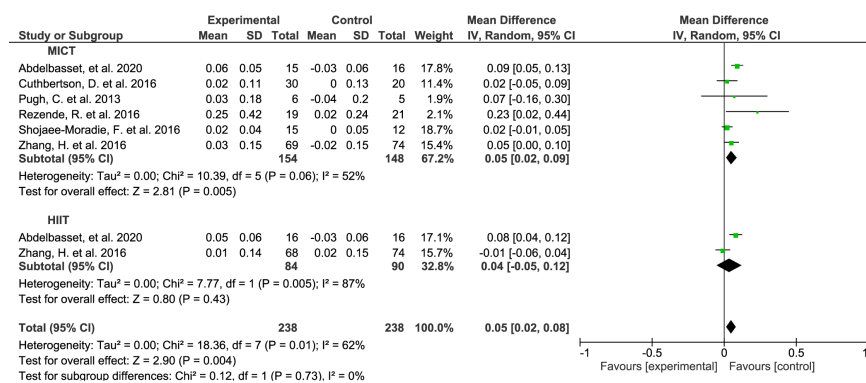 Experimental Control Mean Difference Mean Difference
Study or Subgroup Mean SD Total Mean SD Total Weight IV, Random, 95% CI IV, Random, 95% CI
MICT
Abdelbasset, et al. 2020 0.06 0.05 15 -0.03 0.06 16 17.8% 0.09 [0.05, 0.13]
Cuthbertson, D. et al. 2016 0.02 0.11 30 0 0.13 20 11.4% 0.02 [-0.05, 0.09]
Pugh, C. et al. 2013 0.03 0.18 6 -0.04 0.2 5 1.9% 0.07 [-0.16, 0.30]
Rezende, R. et al. 2016 0.25 0.42 19 0.02 0.24 21 2.1% 0.23 [0.02, 0.44]
Shojaee-Moradie, F. et al. 2016 0.02 0.04 15 0 0.05 12 18.7% 0.02 [-0.01, 0.05]
Zhang, H. et al. 2016 0.03 0.15 69 -0.02 0.15 74 15.4% 0.05 [0.00, 0.10]
Subtotal (95% CI) 154 148 67.2% 0.05 [0.02, 0.09]
Heterogeneity: Tau² = 0.00; Chi² = 10.39, df = 5 (P = 0.06); I² = 52%
Test for overall effect: Z = 2.81 (P = 0.005)
HIIT
Abdelbasset, et al. 2020 0.05 0.06 16 -0.03 0.06 16 17.1% 0.08 [0.04, 0.12]
Zhang, H. et al. 2016 0.01 0.14 68 0.02 0.15 74 15.7% -0.01 [-0.06, 0.04]
Subtotal (95% CI) 84 90 32.8% 0.04 [-0.05, 0.12]
Heterogeneity: Tau² = 0.00; Chi² = 7.77, df = 1 (P = 0.005); I² = 87%
Test for overall effect: Z = 0.80 (P = 0.43)
Total (95% CI) 238 238 100.0% 0.05 [0.02, 0.08]
Heterogeneity: Tau² = 0.00; Chi² = 18.36, df = 7 (P = 0.01); I² = 62%
Test for overall effect: Z = 2.90 (P = 0.004)
Test for subgroup differences: Chi² = 0.12, df = 1 (P = 0.73), I² = 0%
-1 -0.5 0 0.5 1
Favours [experimental] Favours [control]